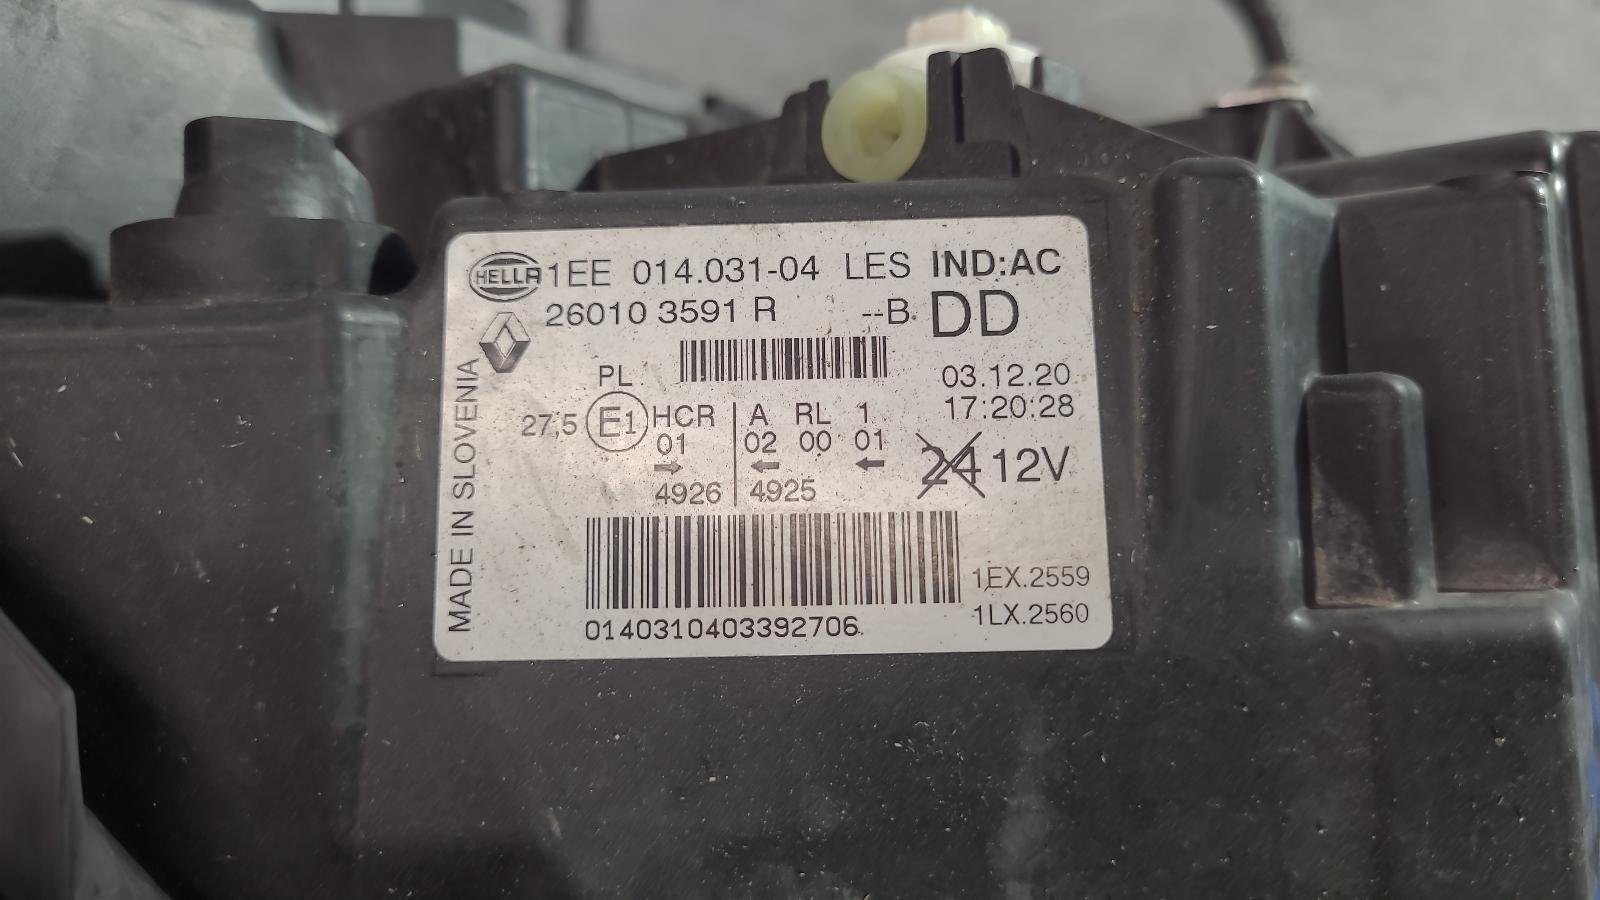 HELLA 1EE 014.031-04 LES IND:AC
26010 3591 R --B. DD
PL
03.12.20
17:20:28
27,5 E1 HCR A RL 1
01 02 00 01
→ ← ←
4926 4925
24 12V
MADE IN SLOVENIA
1EX.2559
1LX.2560
0140310403392706